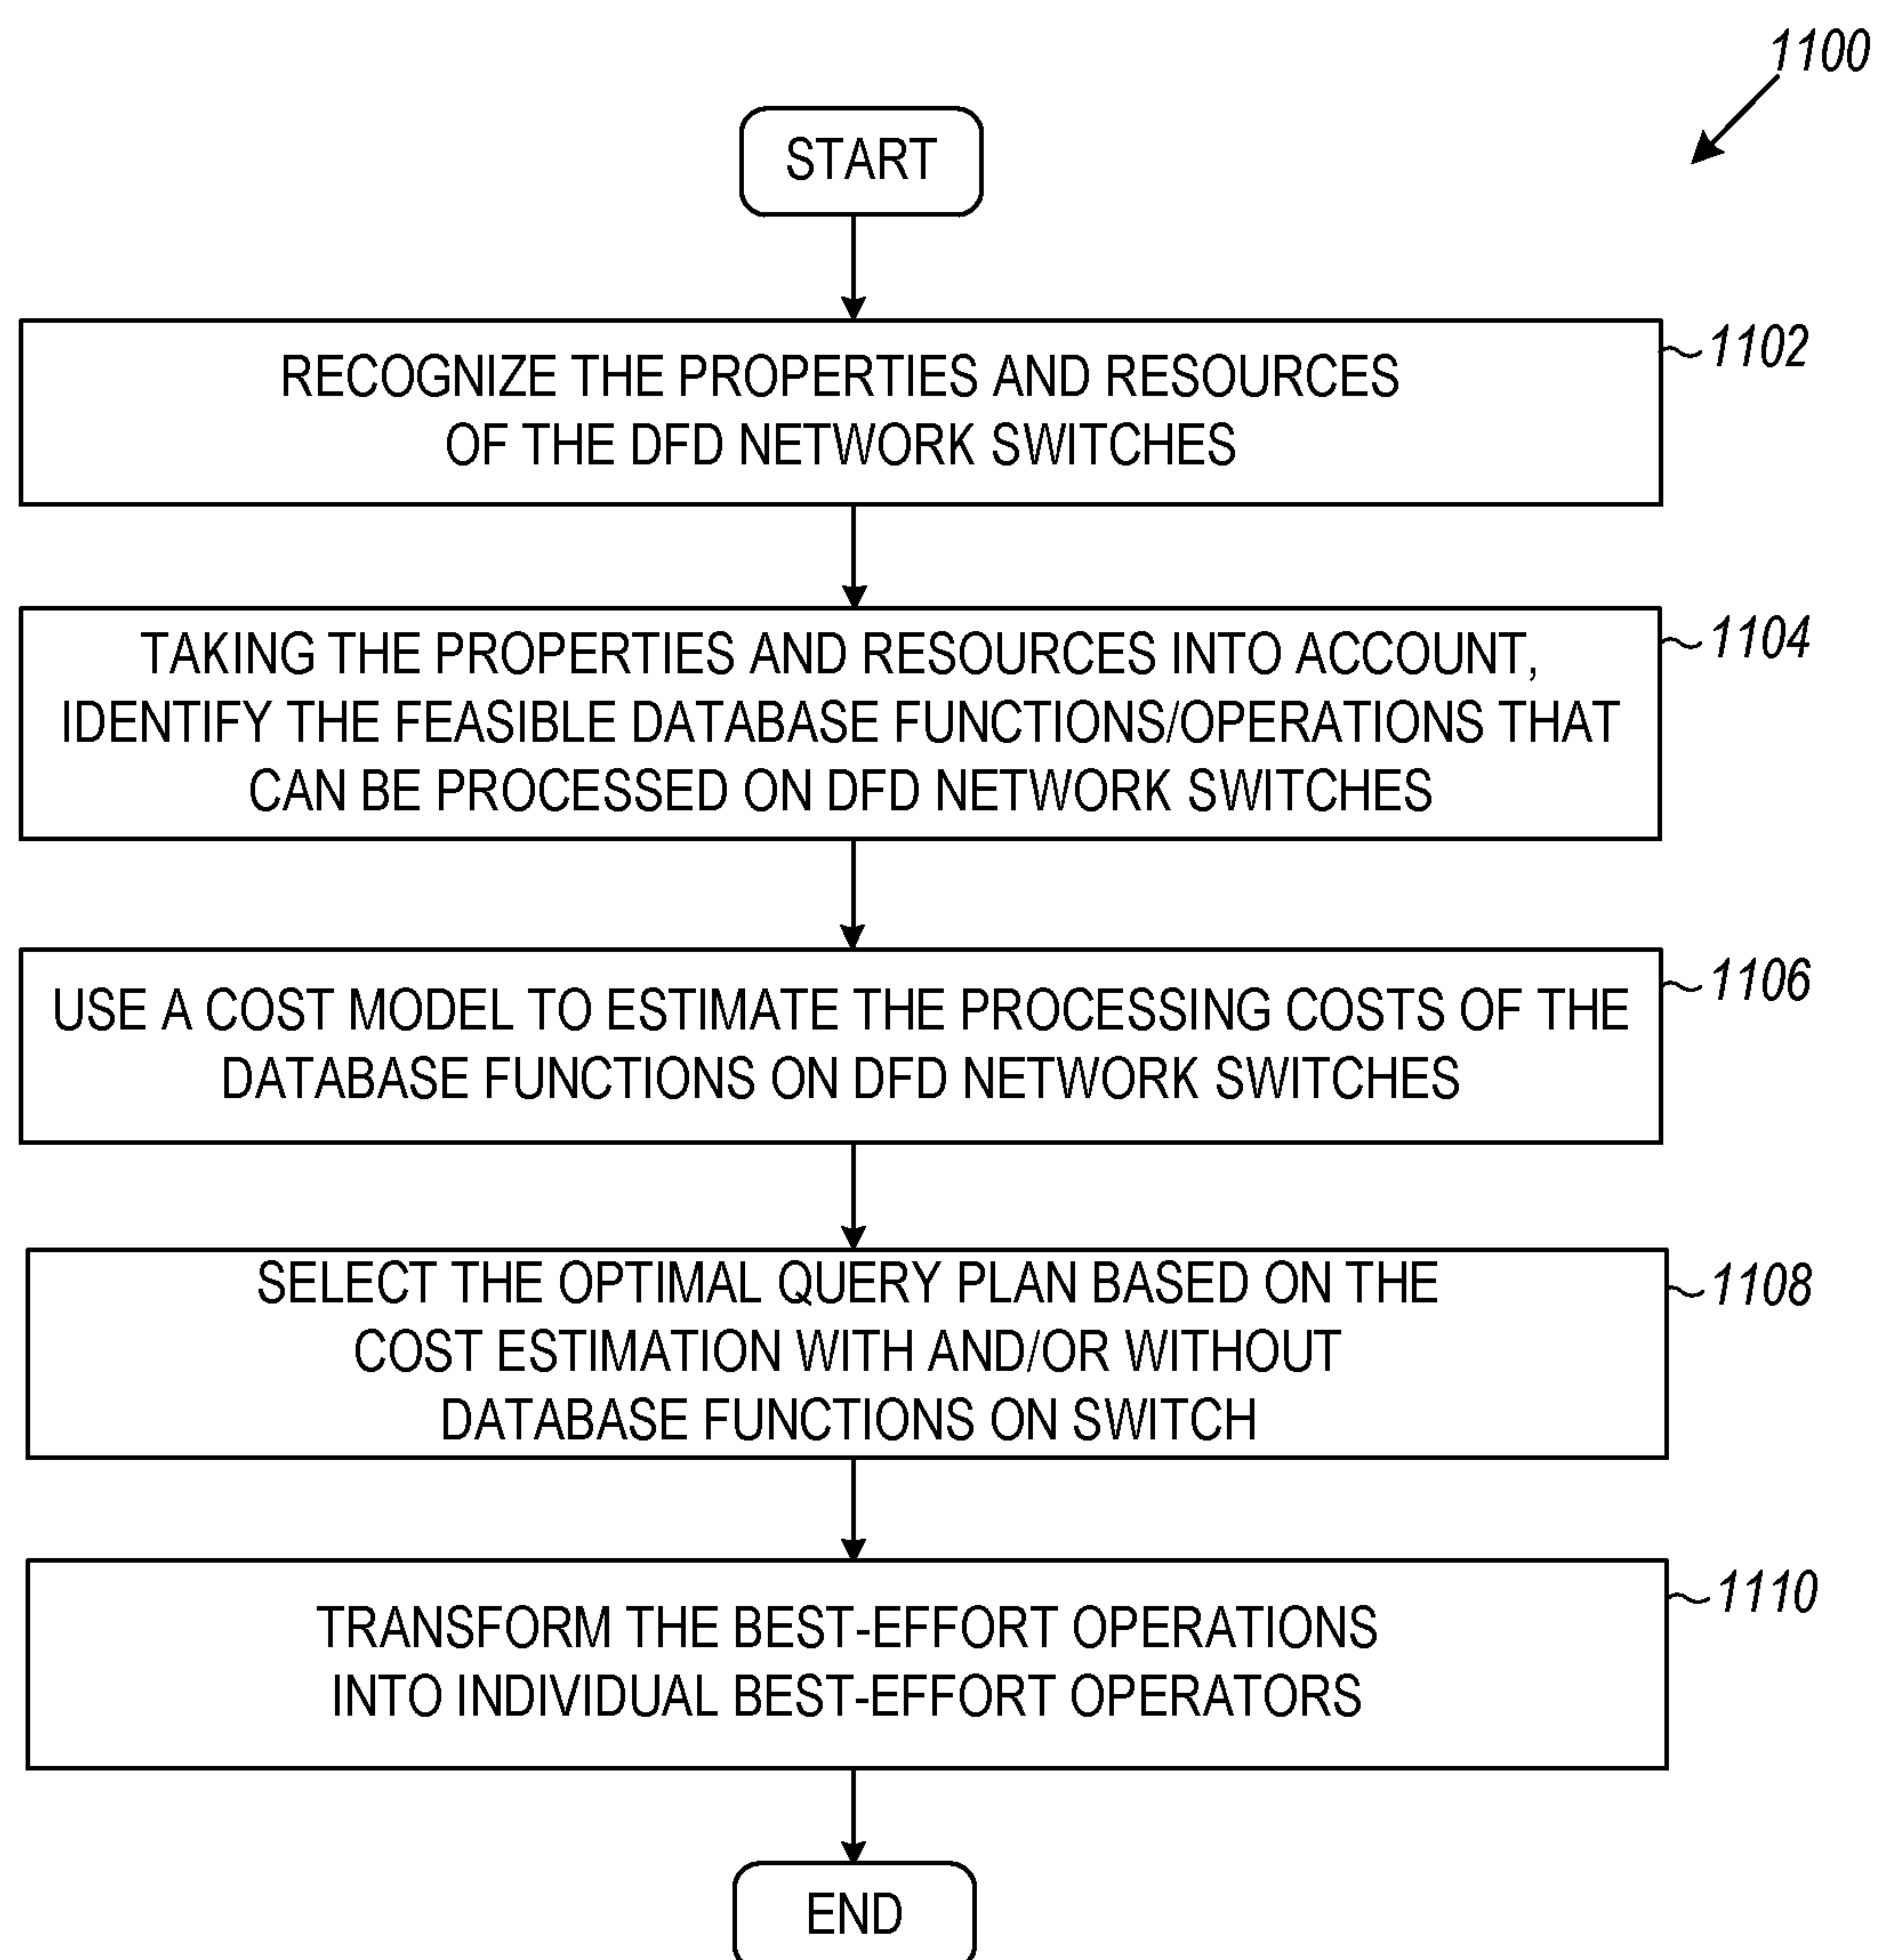 1100
START
RECOGNIZE THE PROPERTIES AND RESOURCES
OF THE DFD NETWORK SWITCHES
1102
TAKING THE PROPERTIES AND RESOURCES INTO ACCOUNT,
IDENTIFY THE FEASIBLE DATABASE FUNCTIONS/OPERATIONS THAT
CAN BE PROCESSED ON DFD NETWORK SWITCHES
1104
USE A COST MODEL TO ESTIMATE THE PROCESSING COSTS OF THE
DATABASE FUNCTIONS ON DFD NETWORK SWITCHES
1106
SELECT THE OPTIMAL QUERY PLAN BASED ON THE
COST ESTIMATION WITH AND/OR WITHOUT
DATABASE FUNCTIONS ON SWITCH
1108
TRANSFORM THE BEST-EFFORT OPERATIONS
INTO INDIVIDUAL BEST-EFFORT OPERATORS
1110
END